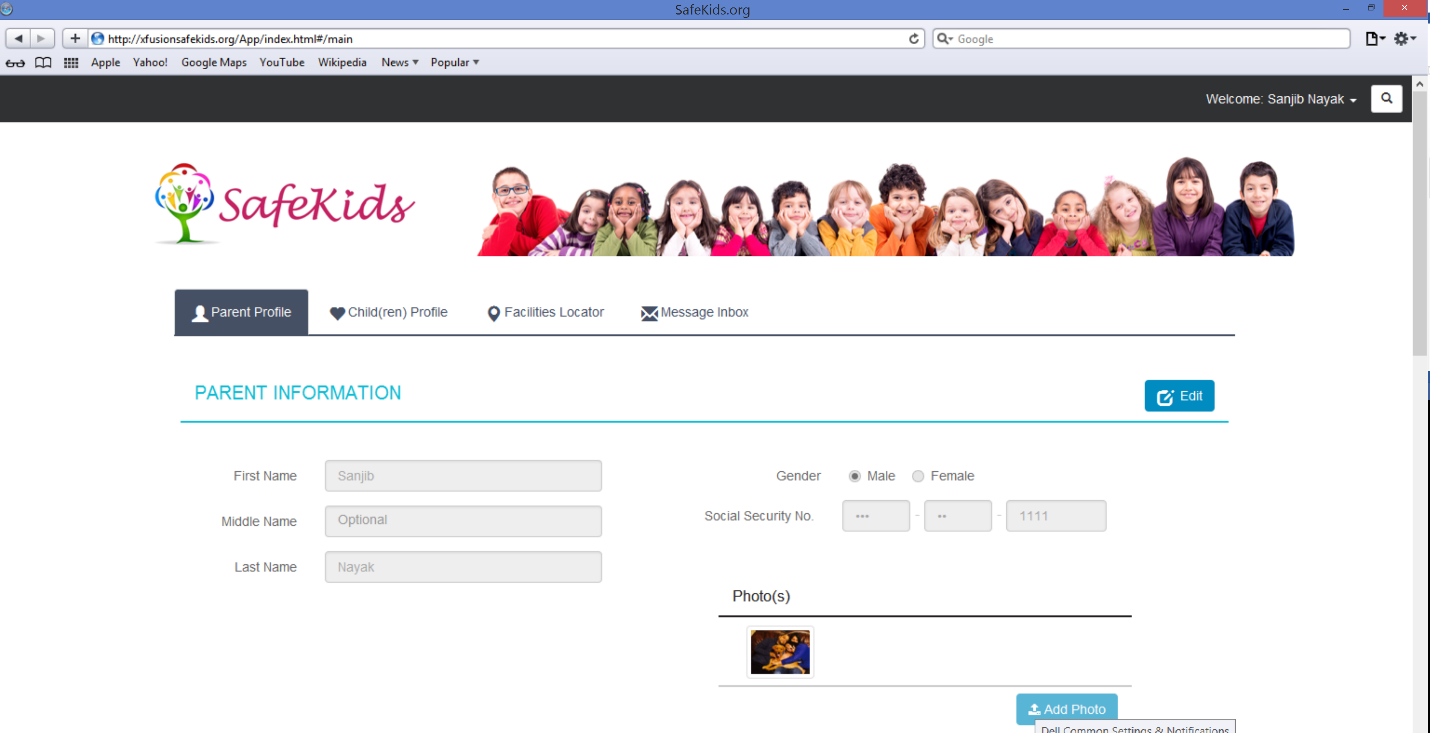 SafeKids.org
http://xfusionsafekids.org/App/index.html#/main
Google
Apple Yahoo! Google Maps YouTube Wikipedia News Popular
Welcome: Sanjib Nayak
SafeKids
Parent Profile Child(ren) Profile Facilities Locator Message Inbox
PARENT INFORMATION
Edit
First Name Sanjib
Gender Male Female
Middle Name Optional
Social Security No. ••• - •• - 1111
Last Name Nayak
Photo(s)
Add Photo
Dell Common Settings & Notifications